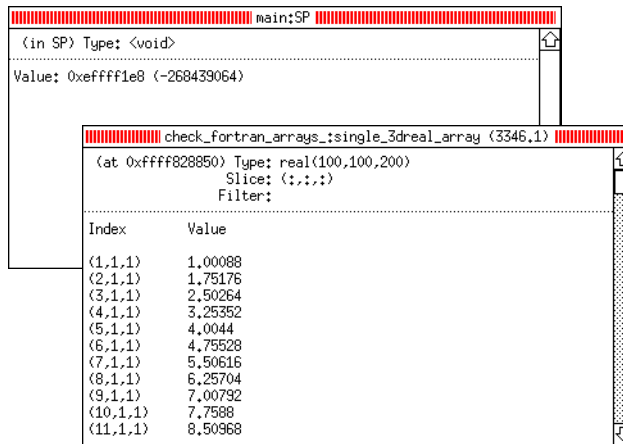 main:SP
(in SP) Type: <void>
Value: 0xeffff1e8 (-268439064)
check_fortran_arrays_:single_3dreal_array (3346.1)
(at 0xffff828850) Type: real(100,100,200)
Slice: (:,:,:)
Filter:
Index Value
(1,1,1) 1.00088
(2,1,1) 1.75176
(3,1,1) 2.50264
(4,1,1) 3.25352
(5,1,1) 4.0044
(6,1,1) 4.75528
(7,1,1) 5.50616
(8,1,1) 6.25704
(9,1,1) 7.00792
(10,1,1) 7.7588
(11,1,1) 8.50968